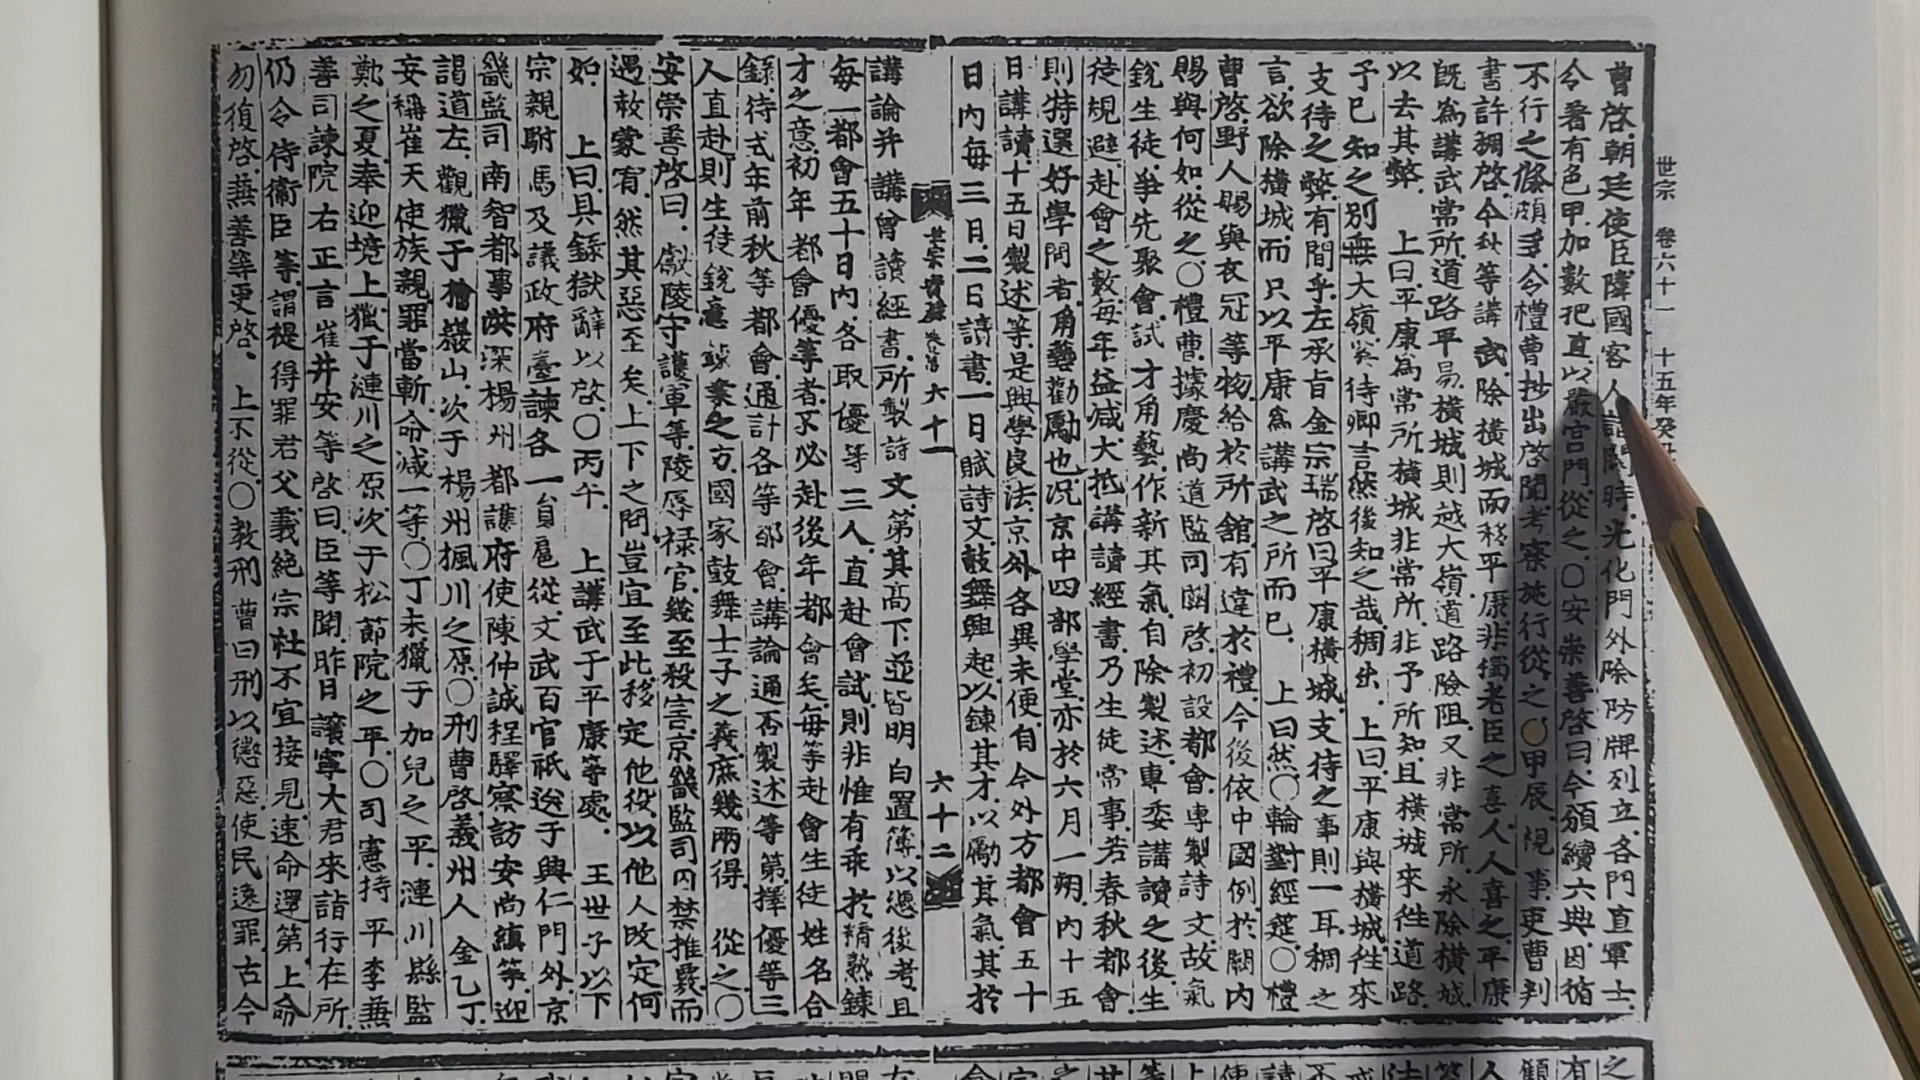 世宗 卷六十一 十五年癸丑
曹啓朝廷使臣隣國客人詣闕時光化門外除防牌列立各門直軍士
令著有色甲加數把直以嚴宮門從之○安崇善啓曰今頒續六典因循
不行之條頗多令禮曹抄出啓聞考察施行從之○甲辰視事吏曹判
書許稠啓今秋等講武除橫城而移平康非獨老臣之喜人人喜之平康
旣爲講武常所道路平易橫城則越大嶺道路險阻又非常所永除橫城
以去其弊 上曰平康爲常所橫城非常所非予所知且橫城來徃道路
予已知之別無大嶺矣待卿言然後知之哉稠出 上曰平康與橫城徃來
支待之弊有間乎左承旨金宗瑞啓曰平康橫城支待之事則一耳稠之
言欲除橫城而只以平康爲講武之所而已 上曰然○輪對經筵○禮
曹啓野人賜與衣冠等物給於所舘有違於禮今後依中國例於闕內
賜與何如從之○禮曹據慶尙道監司關啓初設都會專製詩文故氣
銳生徒爭先聚會試才角藝作新其氣自除製述專委講讀之後生
徒規避赴會之數每年益减大抵講讀經書乃生徒常事若春秋都會
則特選好學問者角藝勸勵也况京中四部學堂亦於六月一朔內十五
日講讀十五日製述等是興學良法京外各異未便自今外方都會五十
日內每三日二日讀書一日賦詩文鼓舞興起以鍊其才以勵其氣其於
世宗實錄 卷第六十一 六十二
講論并講曾讀經書所製詩文第其高下並皆明白置簿以憑後考且
每一都會五十日內各取優等三人直赴會試則非惟有乖於精熟鍊
才之意初年都會優等者不必赴後年都會矣每等赴會生徒姓名合
錄待式年前秋等都會通計各等都會講論通否製述等第擇優等三
人直赴則生徒銳意肄業之方國家鼓舞士子之義庶幾兩得 從之○
安崇善啓曰獻陵守護軍等陵辱祿官幾至殺害京畿監司囚禁推覈而
遇赦蒙宥然其惡至矣上下之間豈宜至此移定他役以他人改定何
如 上曰具錄獄辭以啓○丙午 上講武于平康等處 王世子以下
宗親駙馬及議政府臺諫各一員扈從文武百官祇送于興仁門外京
畿監司南智都事洪深楊州都護府使陳仲誠程驛察訪安尙縝等迎
謁道左觀獵于檜巖山次于楊州楓川之原○刑曹啓義州人金乙丁
妄稱崔天使族親罪當斬命减一等○丁未獵于加兒之平漣川縣監
鄭之夏奉迎境上獵于漣川之原次于松節院之平○司憲持平李兼
善司諫院右正言崔井安等啓曰臣等聞昨日讓寧大君來詣行在所
仍令侍衛臣等謂禔得罪君父義絶宗社不宜接見速命還第上命
勿復啓兼善等更啓 上不從○敎刑曹曰刑以懲惡使民遠罪古今